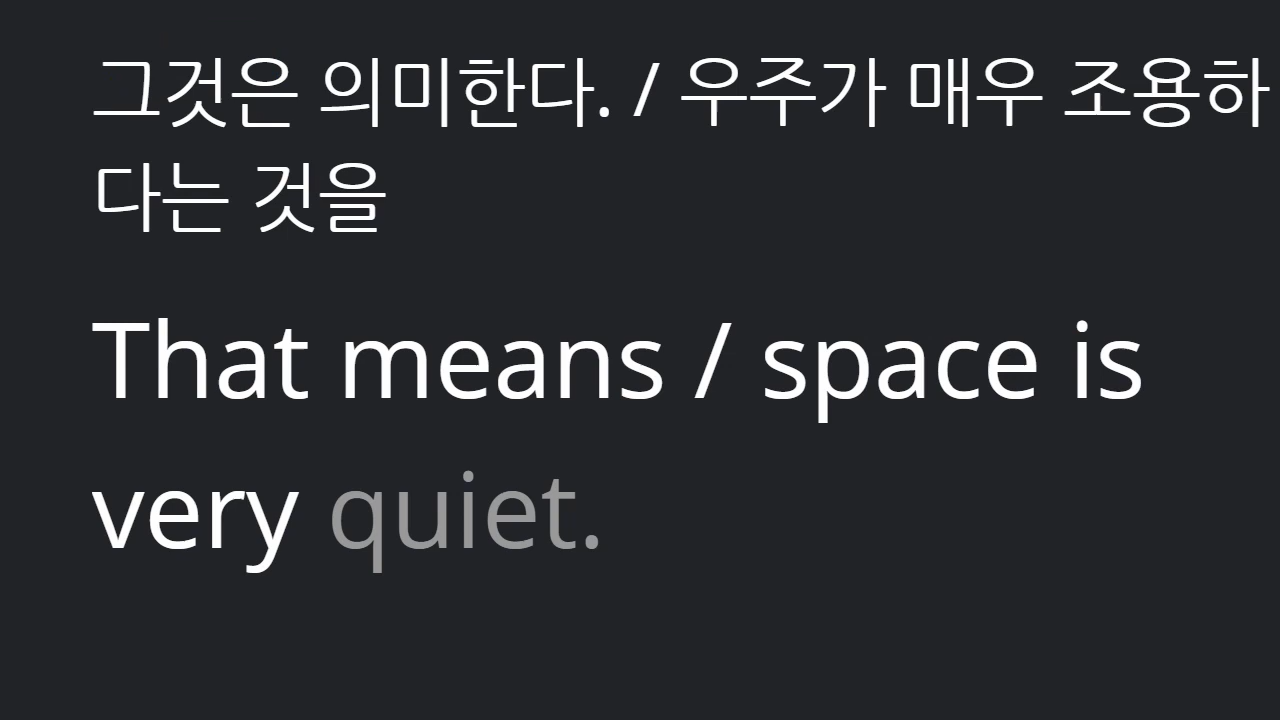 그것은 의미한다. / 우주가 매우 조용하
다는 것을
That means / space is
very quiet.